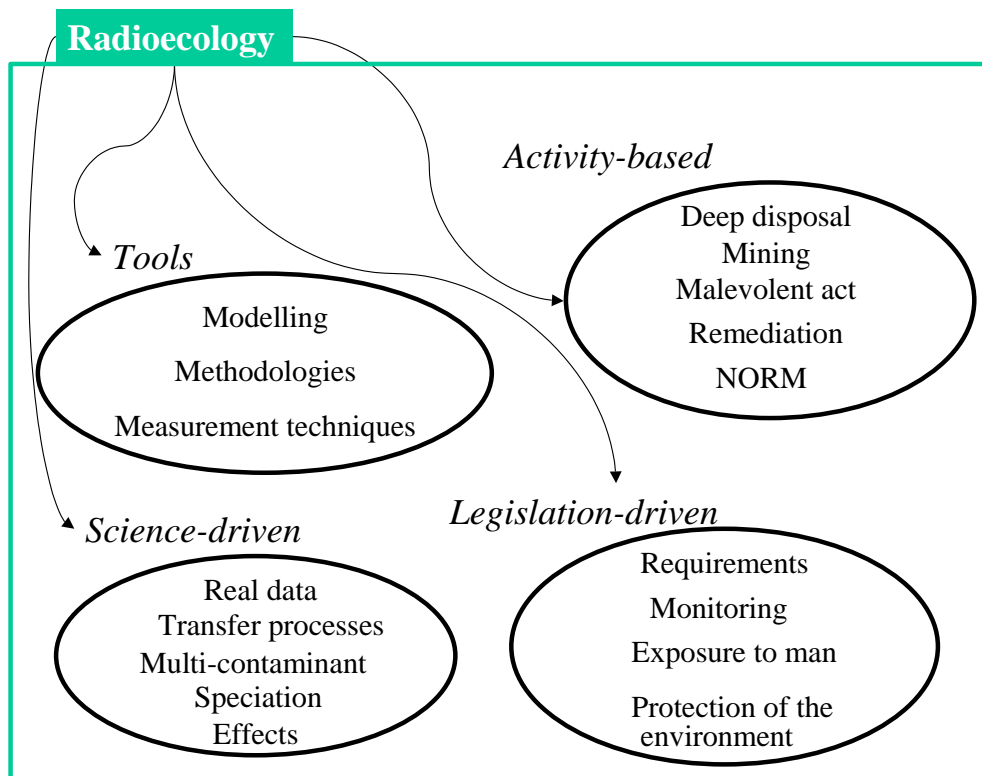 Radioecology
Activity-based
Deep disposal
Mining
Malevolent act
Remediation
NORM
Tools
Modelling
Methodologies
Measurement techniques
Science-driven
Real data
Transfer processes
Multi-contaminant
Speciation
Effects
Legislation-driven
Requirements
Monitoring
Exposure to man
Protection of the
environment